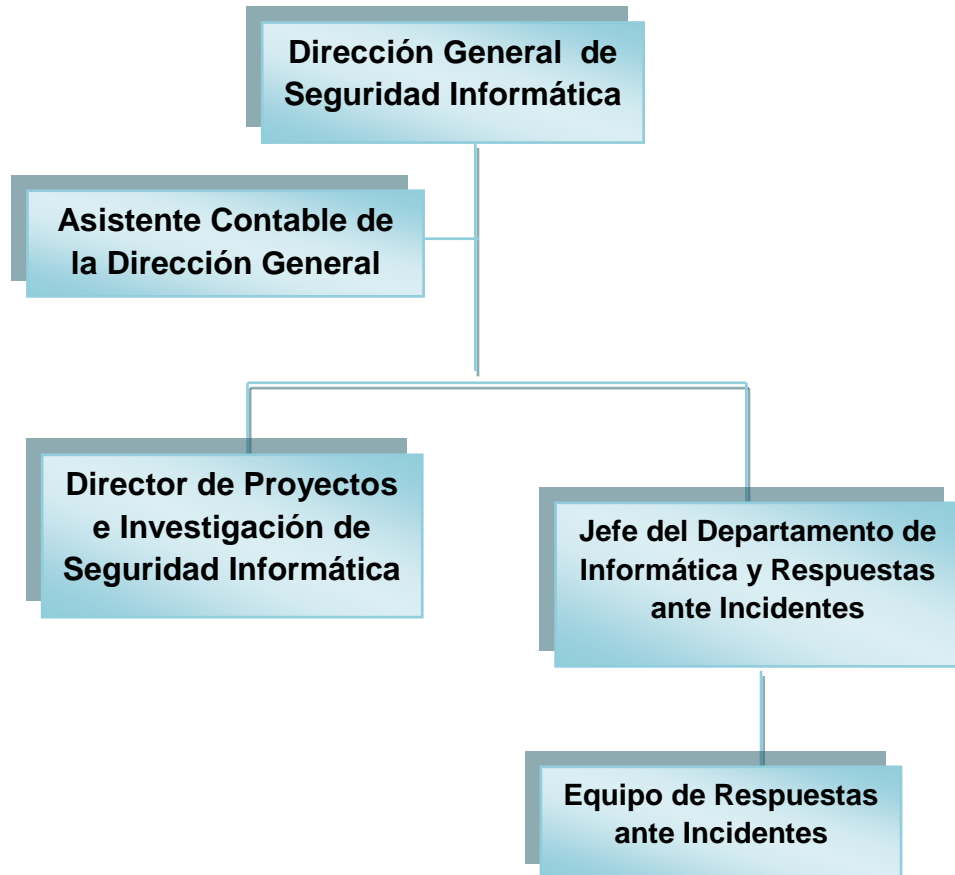 Dirección General  de
Seguridad Informática
Asistente Contable de
la Dirección General
Director de Proyectos
e Investigación de
Seguridad Informática
Jefe del Departamento de
Informática y Respuestas
ante Incidentes
Equipo de Respuestas
ante Incidentes